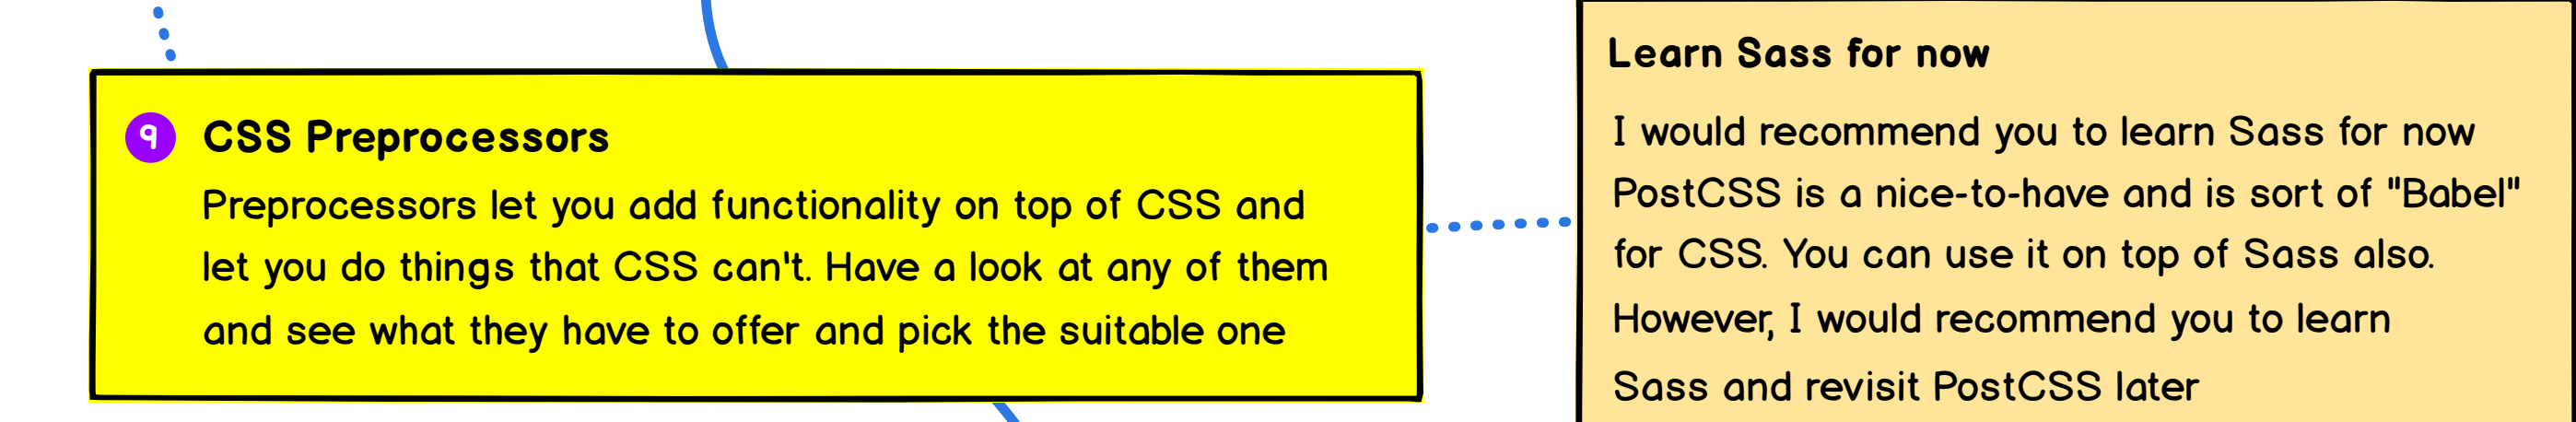 9 CSS Preprocessors
Preprocessors let you add functionality on top of CSS and
let you do things that CSS can't. Have a look at any of them
and see what they have to offer and pick the suitable one
Learn Sass for now
I would recommend you to learn Sass for now
PostCSS is a nice-to-have and is sort of "Babel"
for CSS. You can use it on top of Sass also.
However, I would recommend you to learn
Sass and revisit PostCSS later